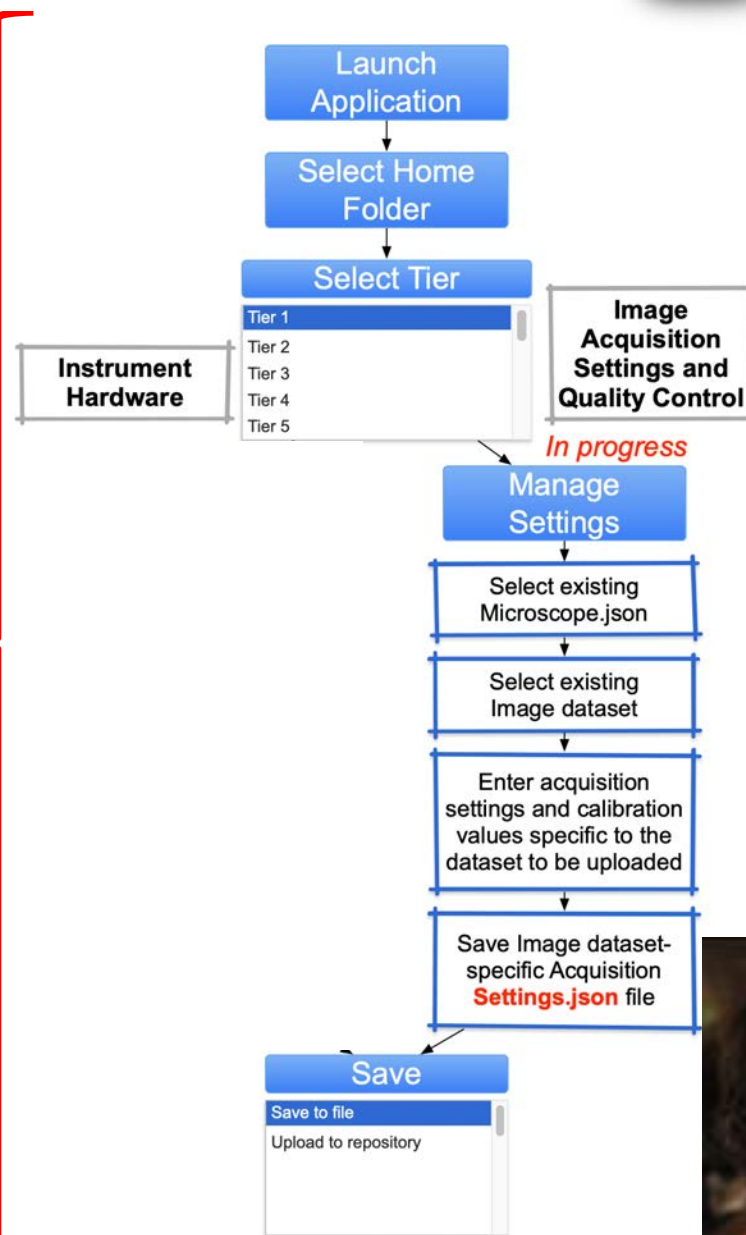 Launch
Application
Select Home
Folder
Select Tier
Tier 1
Tier 2
Tier 3
Tier 4
Tier 5
Instrument
Hardware
Image
Acquisition
Settings and
Quality Control
In progress
Manage
Settings
Select existing
Microscope.json
Select existing
Image dataset
Enter acquisition
settings and calibration
values specific to the
dataset to be uploaded
Save Image dataset-
specific Acquisition
Settings.json file
Save
Save to file
Upload to repository